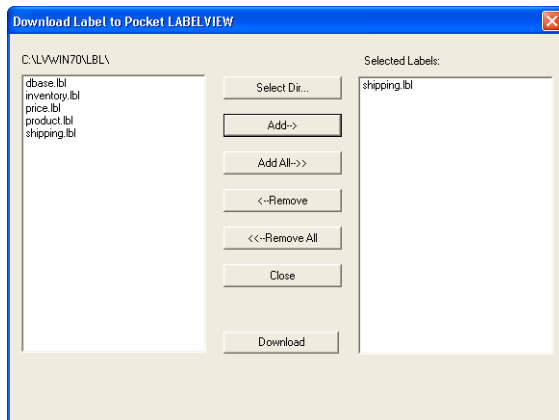 Download Label to Pocket LABELVIEW
C:\LVWIN70\LBL\
dbase.lbl
inventory.lbl
price.lbl
product.lbl
shipping.lbl
Select Dir...
Add-->
Add All-->>
<--Remove
<<--Remove All
Close
Download
Selected Labels:
shipping.lbl